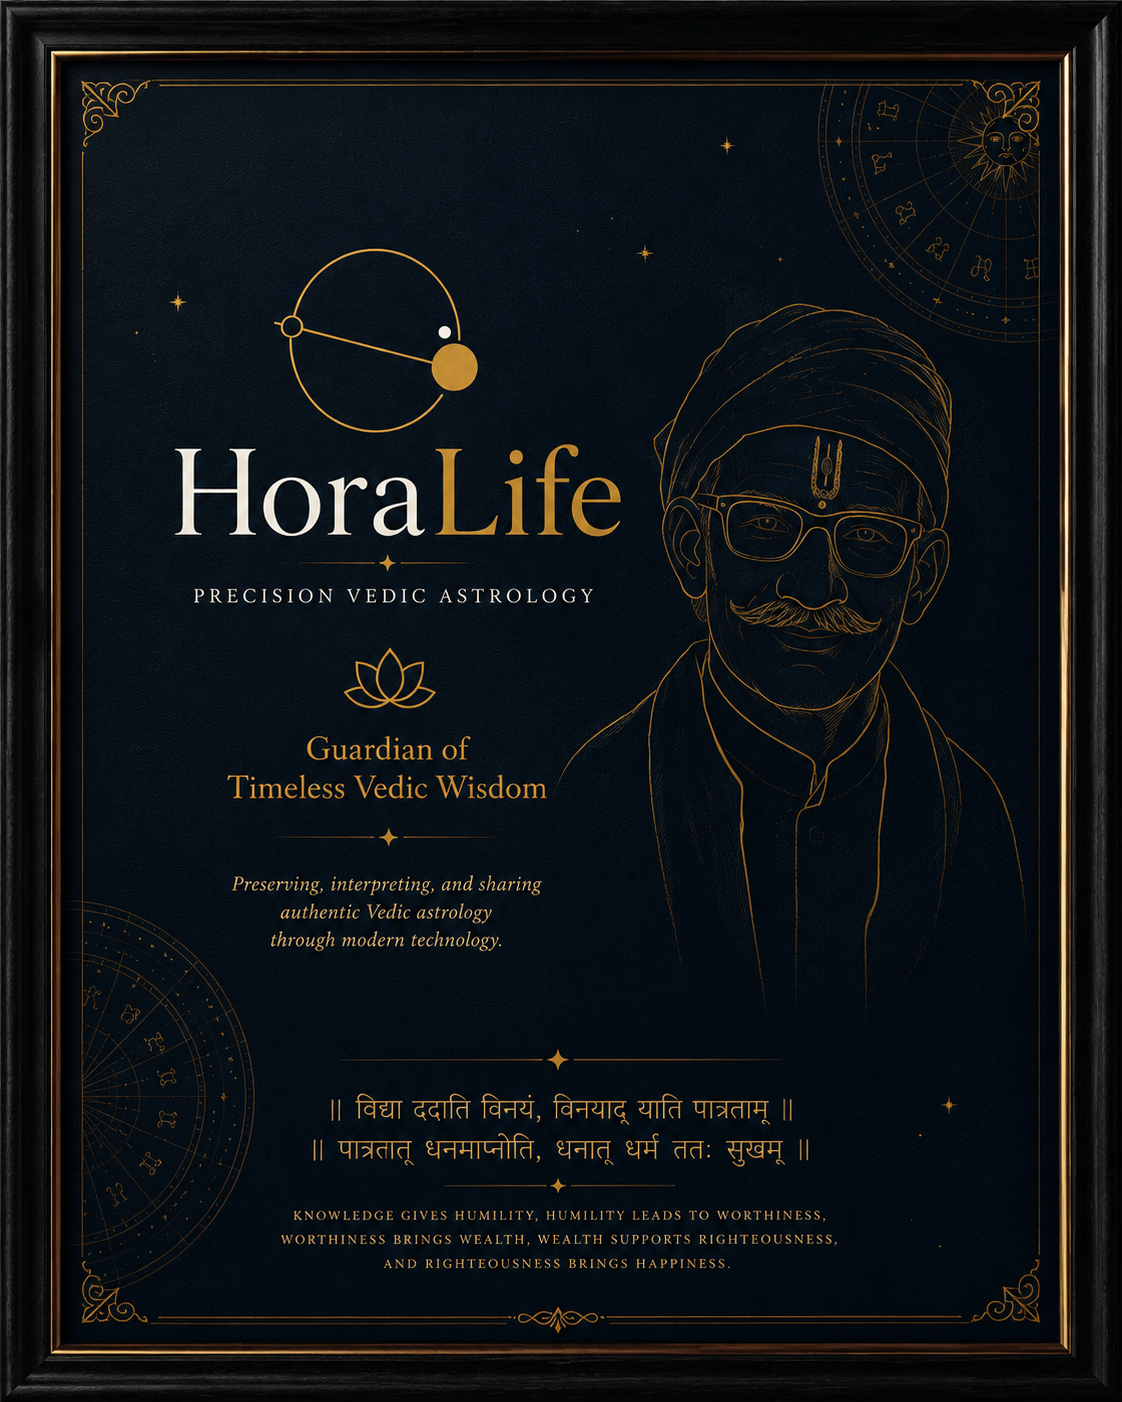 HoraLife
PRECISION VEDIC ASTROLOGY
Guardian of
Timeless Vedic Wisdom
Preserving, interpreting, and sharing
authentic Vedic astrology
through modern technology.
|| विद्या ददाति विनयं, विनयाद् याति पात्रताम् ||
|| पात्रतात् धनमाप्नोति, धनात् धर्म ततः सुखम् ||
KNOWLEDGE GIVES HUMILITY, HUMILITY LEADS TO WORTHINESS,
WORTHINESS BRINGS WEALTH, WEALTH SUPPORTS RIGHTEOUSNESS,
AND RIGHTEOUSNESS BRINGS HAPPINESS.